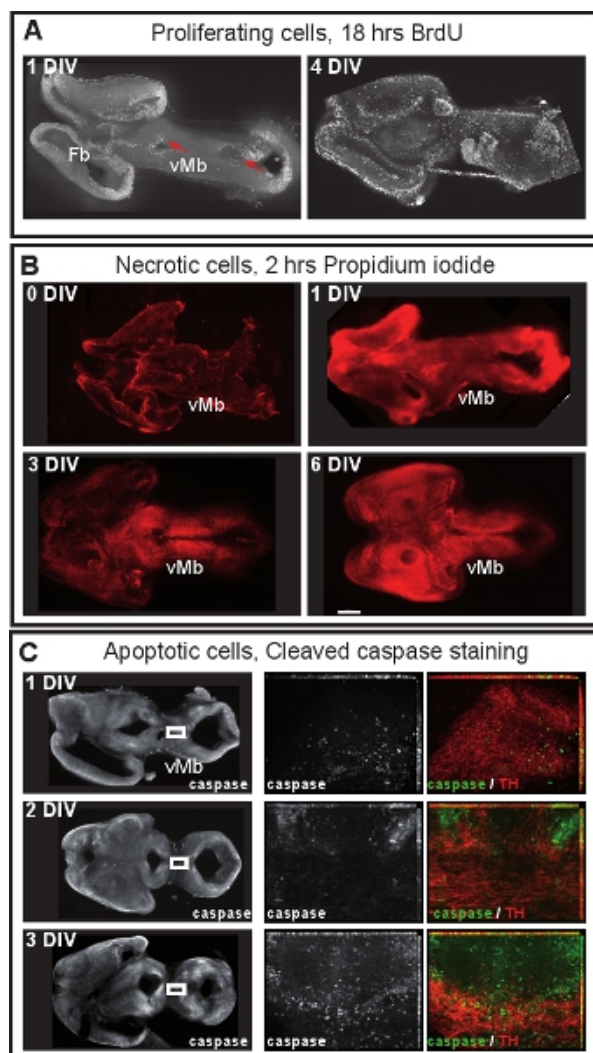 A
Proliferating cells, 18 hrs BrdU
1 DIV
4 DIV
Fb
vMb
B
Necrotic cells, 2 hrs Propidium iodide
0 DIV
1 DIV
vMb
vMb
3 DIV
6 DIV
vMb
vMb
C
Apoptotic cells, Cleaved caspase staining
1 DIV
vMb
caspase
caspase
caspase / TH
2 DIV
caspase
caspase
caspase / TH
3 DIV
caspase
caspase
caspase / TH